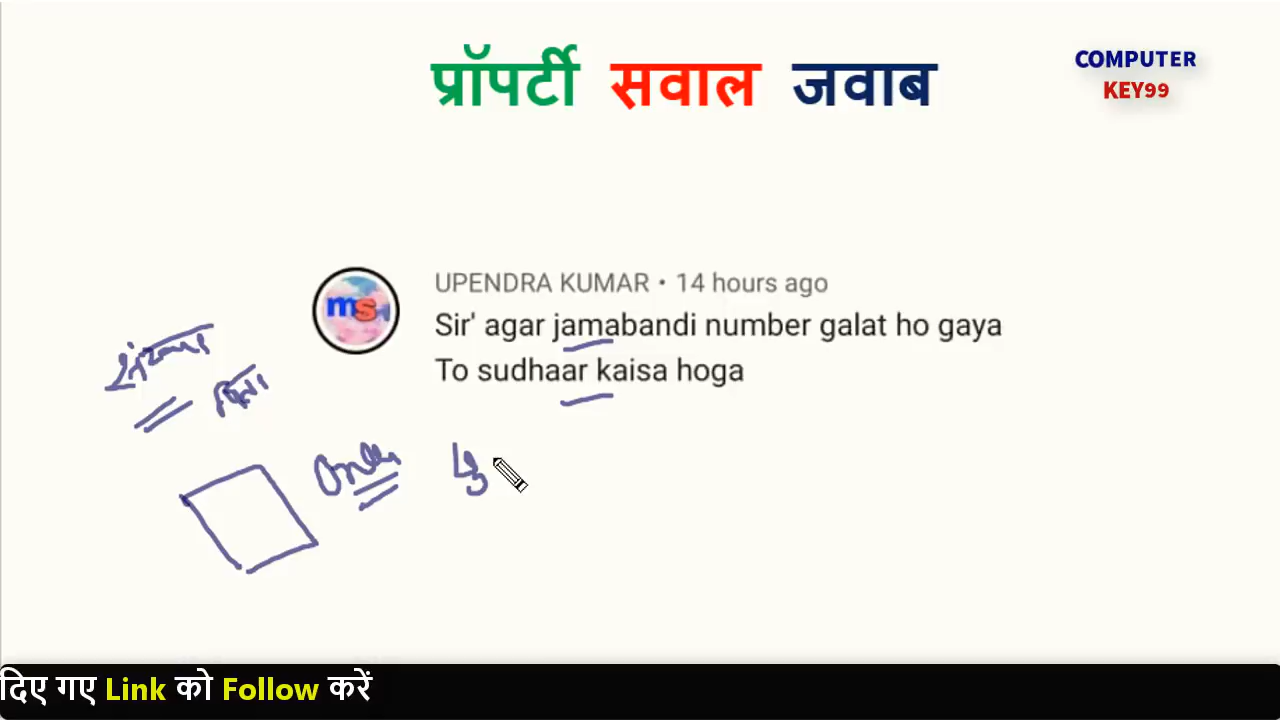 प्रॉपर्टी सवाल जवाब
COMPUTER
KEY99
UPENDRA KUMAR • 14 hours ago
Sir' agar jamabandi number galat ho gaya
To sudhaar kaisa hoga
ms
दिए गए Link को Follow करें